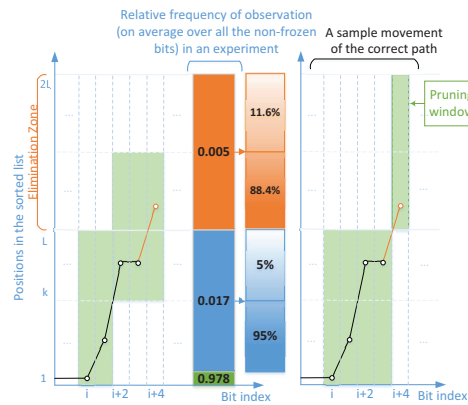 Relative frequency of observation
(on average over all the non-frozen
bits) in an experiment
A sample movement
of the correct path
2L
Elimination Zone
Positions in the sorted list
L
k
1
...
...
...
...
...
...
...
...
...
...
...
0.005
0.017
0.978
11.6%
88.4%
5%
95%
Pruning
window
i
i+2
i+4
Bit index
i
i+2
i+4
Bit index